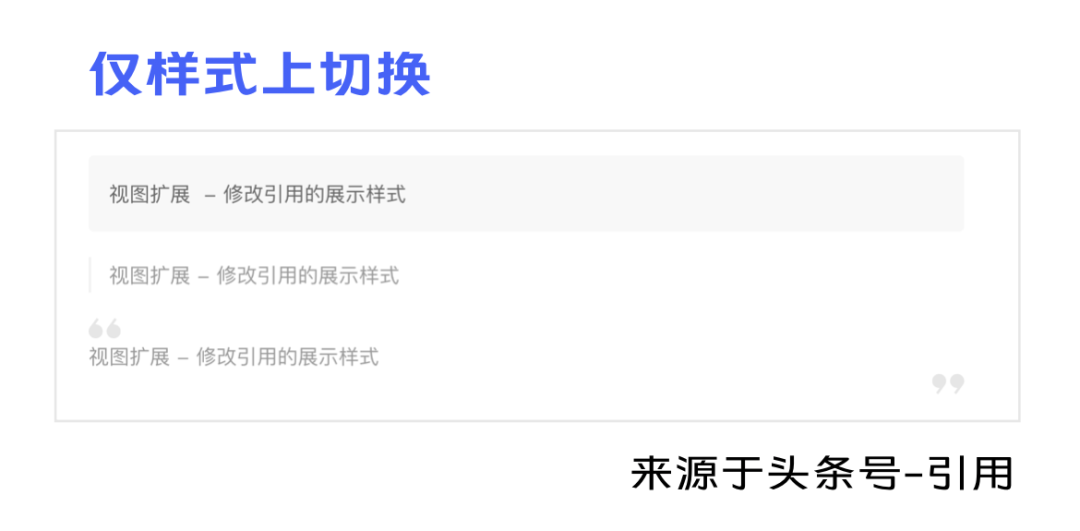 仅样式上切换
视图扩展 – 修改引用的展示样式
视图扩展 – 修改引用的展示样式
“
视图扩展 – 修改引用的展示样式
”
来源于头条号–引用